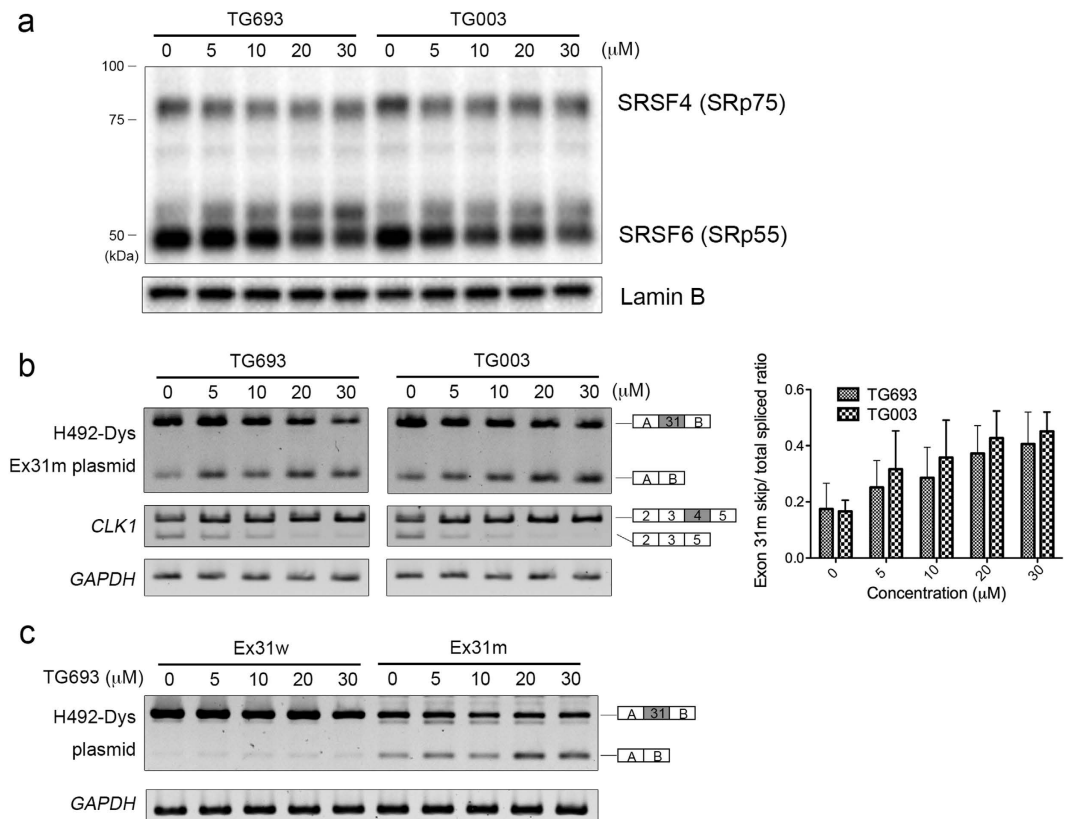 a
TG693 TG003
0 5 10 20 30 0 5 10 20 30 (μM)
100
75
50
(kDa)
SRSF4 (SRp75)
SRSF6 (SRp55)
Lamin B
b
TG693 TG003
0 5 10 20 30 0 5 10 20 30 (μM)
H492-Dys
Ex31m plasmid
A 31 B
A B
CLK1
2 3 4 5
2 3 5
GAPDH
Exon 31m skip/ total spliced ratio
0.6
0.4
0.2
0.0
TG693
TG003
0 5 10 20 30
Concentration (μM)
c
Ex31w Ex31m
TG693 (μM) 0 5 10 20 30 0 5 10 20 30
H492-Dys
plasmid
A 31 B
A B
GAPDH